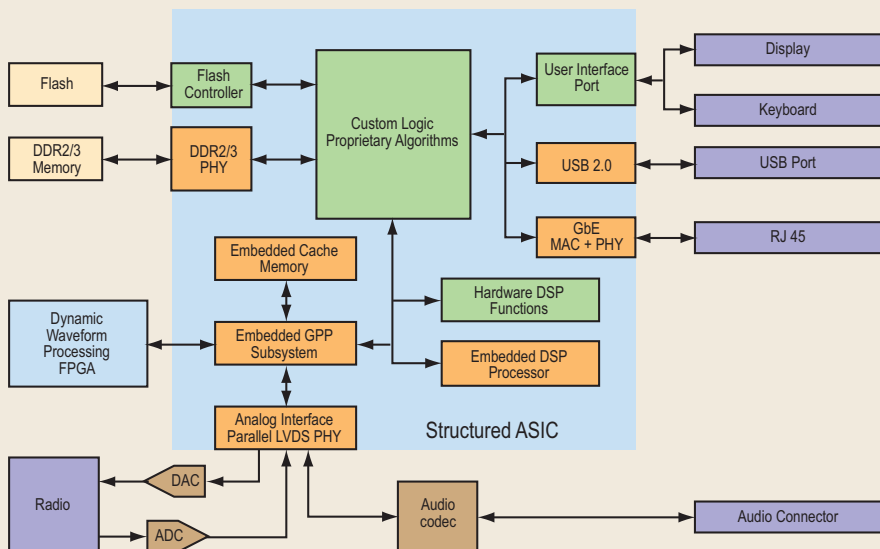 Flash
Flash
Controller
DDR2/3
Memory
DDR2/3
PHY
Custom Logic
Proprietary Algorithms
User Interface
Port
Display
Keyboard
USB 2.0
USB Port
GbE
MAC + PHY
RJ 45
Embedded Cache
Memory
Hardware DSP
Functions
Dynamic
Waveform
Processing
FPGA
Embedded GPP
Subsystem
Embedded DSP
Processor
Analog Interface
Parallel LVDS PHY
Structured ASIC
Radio
DAC
ADC
Audio
codec
Audio Connector